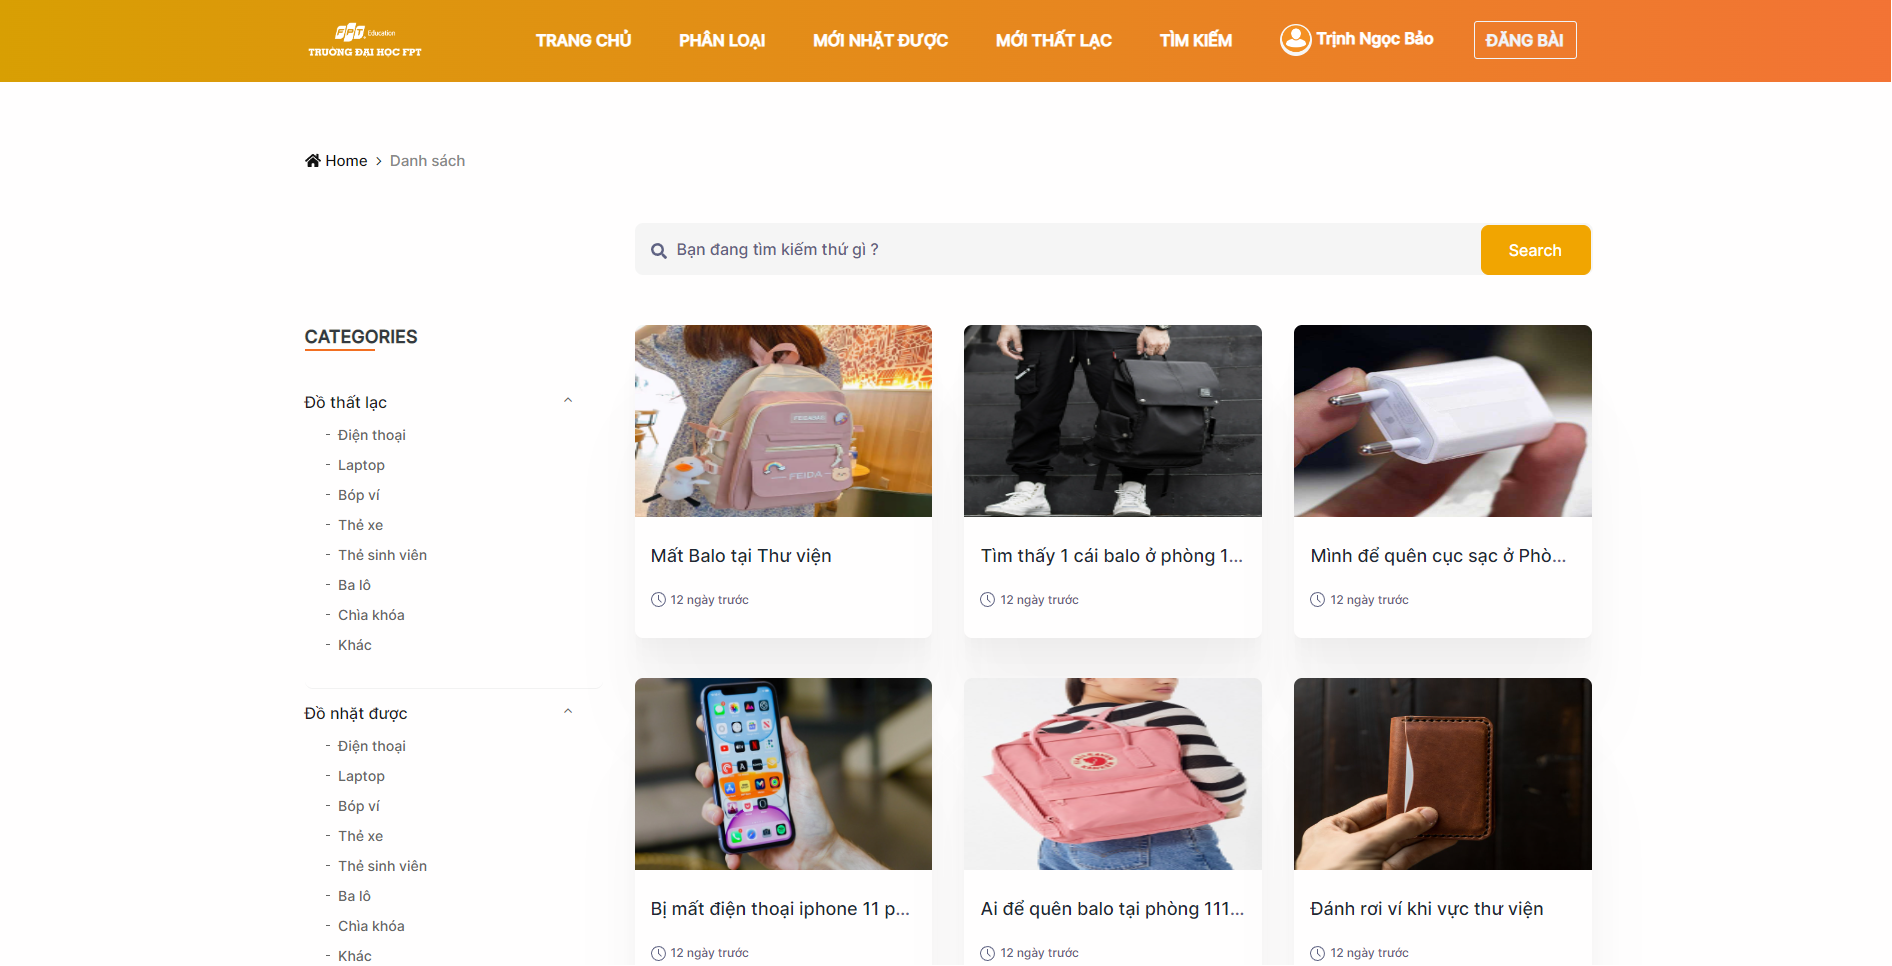 FPT Education
TRƯỜNG ĐẠI HỌC FPT
TRANG CHỦ
PHÂN LOẠI
MỚI NHẶT ĐƯỢC
MỚI THẤT LẠC
TÌM KIẾM
Trịnh Ngọc Bảo
ĐĂNG BÀI
Home > Danh sách
Bạn đang tìm kiếm thứ gì ?
Search
CATEGORIES
Đồ thất lạc
- Điện thoại
- Laptop
- Bóp ví
- Thẻ xe
- Thẻ sinh viên
- Ba lô
- Chìa khóa
- Khác
Đồ nhặt được
- Điện thoại
- Laptop
- Bóp ví
- Thẻ xe
- Thẻ sinh viên
- Ba lô
- Chìa khóa
- Khác
FEIDA
Mất Balo tại Thư viện
12 ngày trước
Tìm thấy 1 cái balo ở phòng 1...
12 ngày trước
Mình để quên cục sạc ở Phò...
12 ngày trước
Bị mất điện thoại iphone 11 p...
12 ngày trước
Ai để quên balo tại phòng 111...
12 ngày trước
Đánh rơi ví khi vực thư viện
12 ngày trước